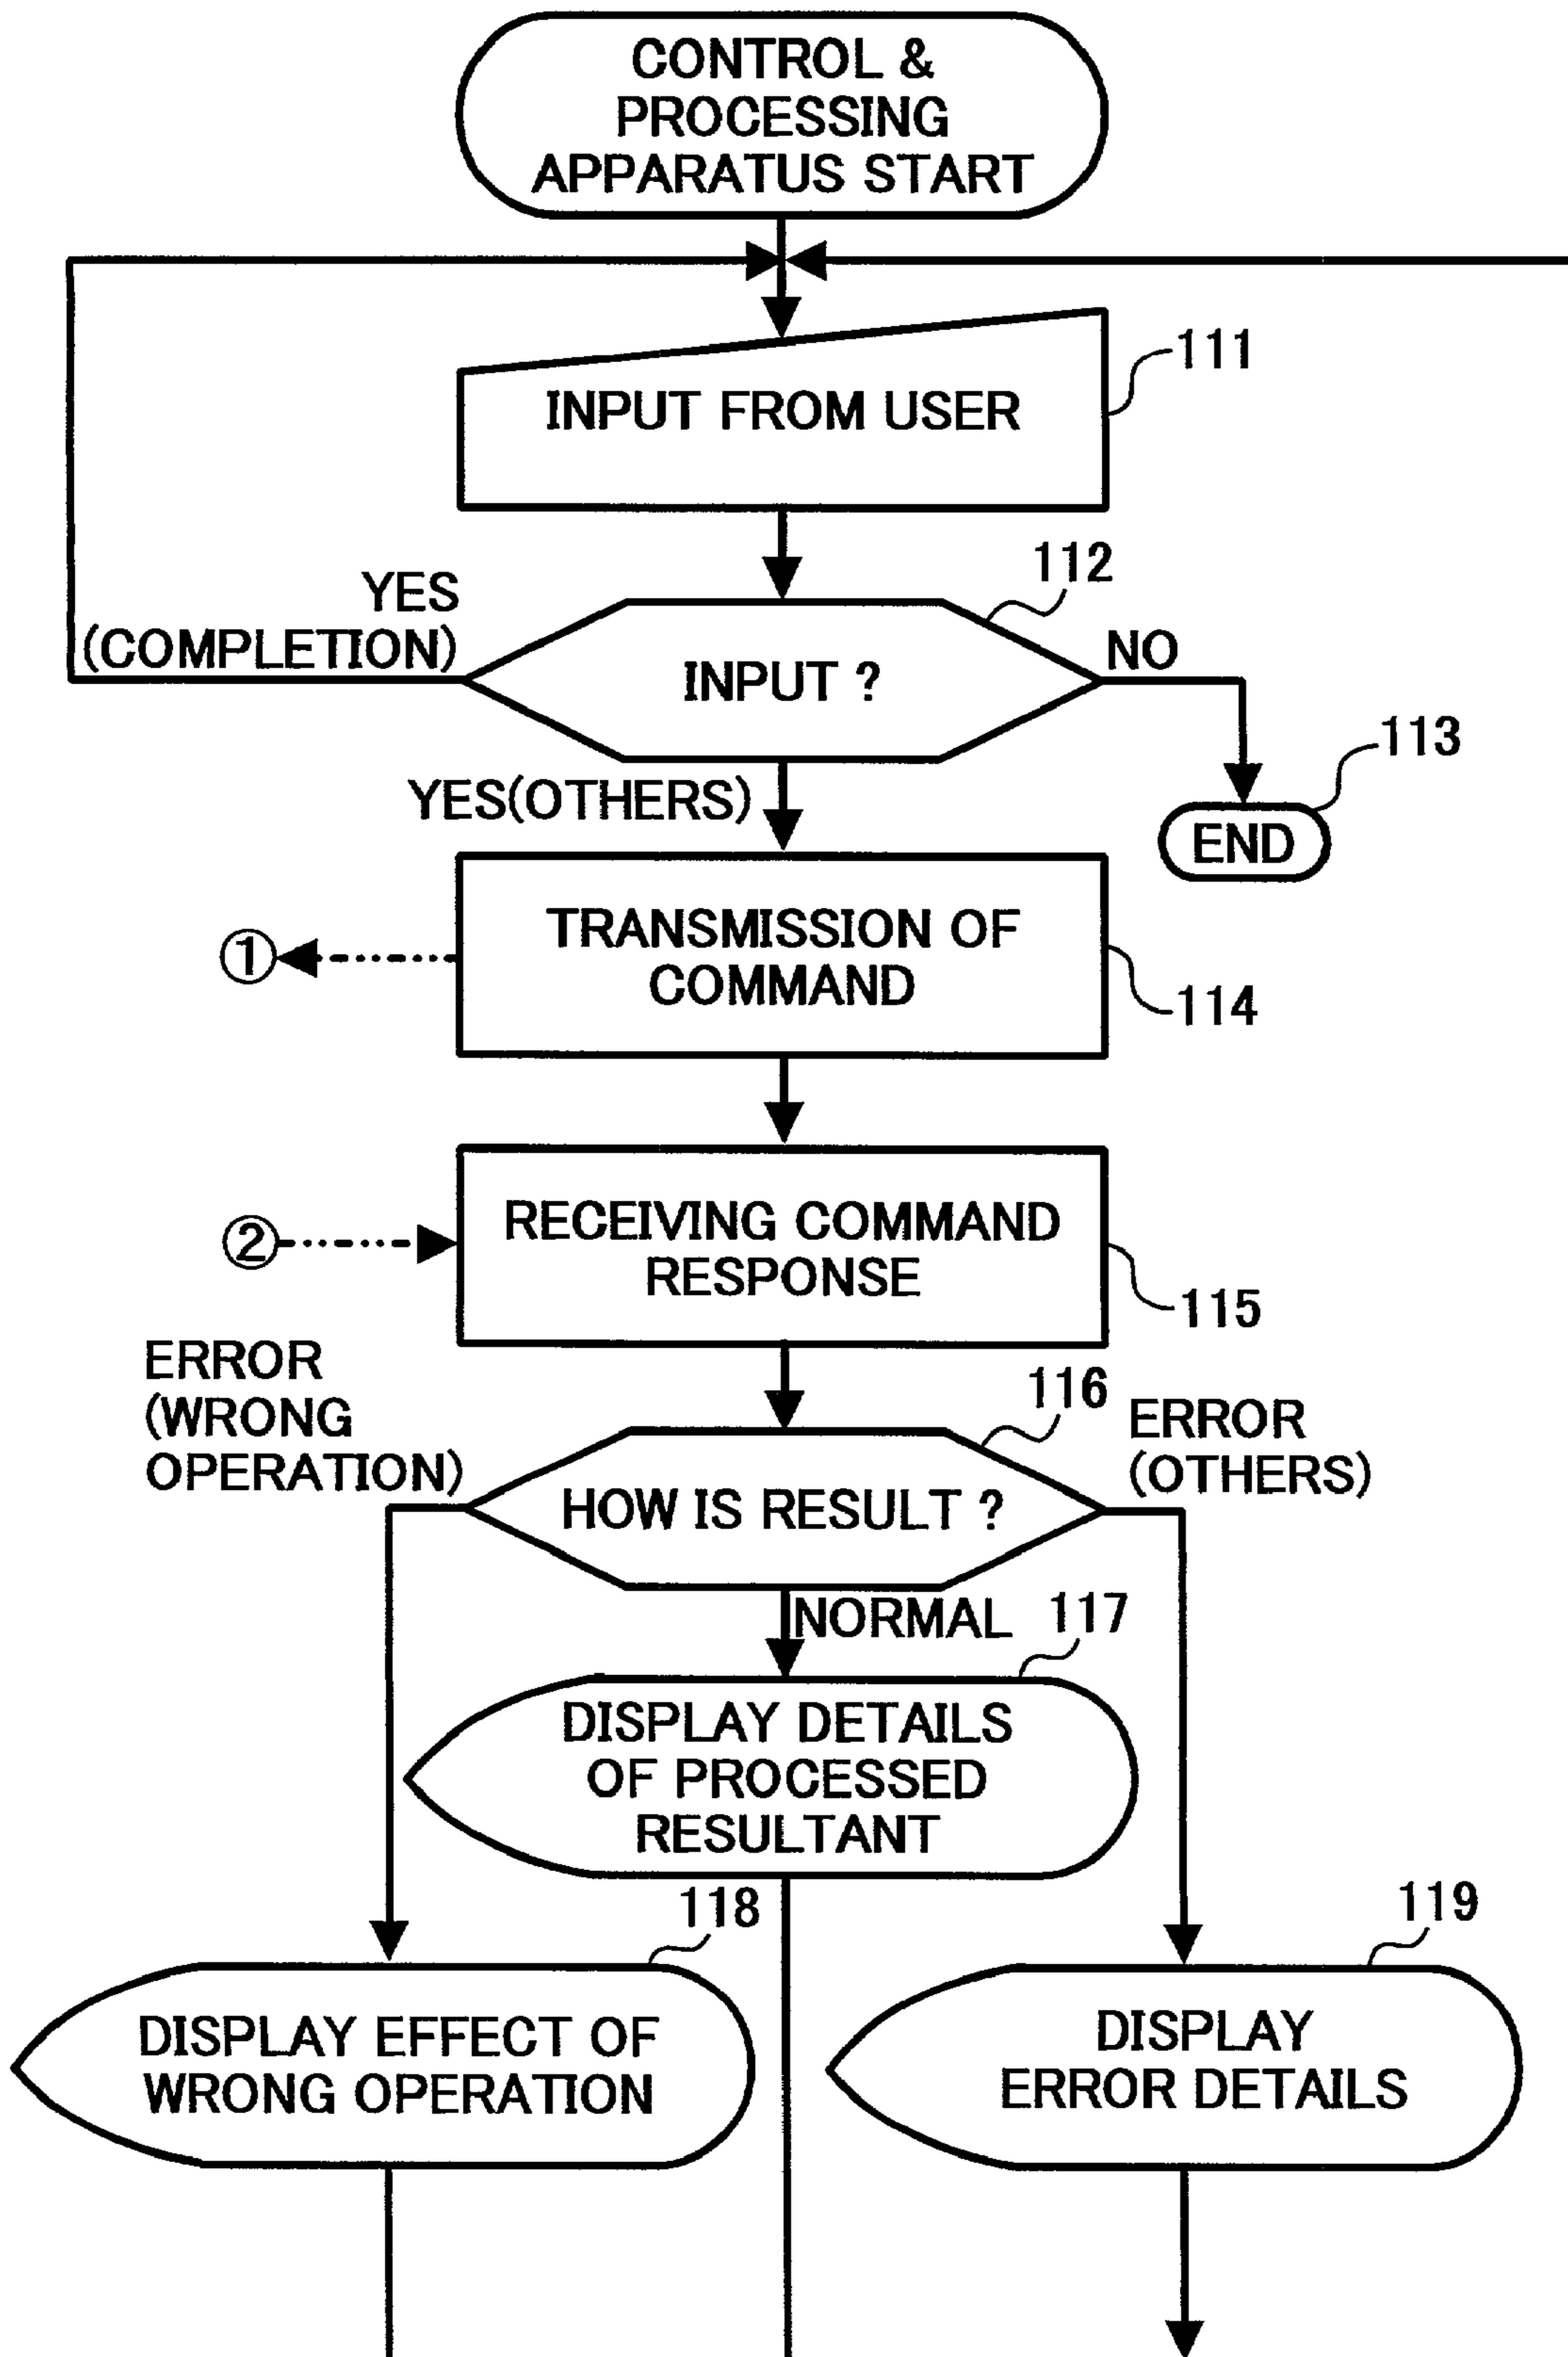 CONTROL &
PROCESSING
APPARATUS START
111
INPUT FROM USER
112
YES
(COMPLETION)
INPUT ?
NO
113
YES(OTHERS)
END
TRANSMISSION OF
COMMAND
①
114
RECEIVING COMMAND
RESPONSE
②
115
ERROR
(WRONG
OPERATION)
116
ERROR
(OTHERS)
HOW IS RESULT ?
NORMAL
117
DISPLAY DETAILS
OF PROCESSED
RESULTANT
118
119
DISPLAY EFFECT OF
WRONG OPERATION
DISPLAY
ERROR DETAILS